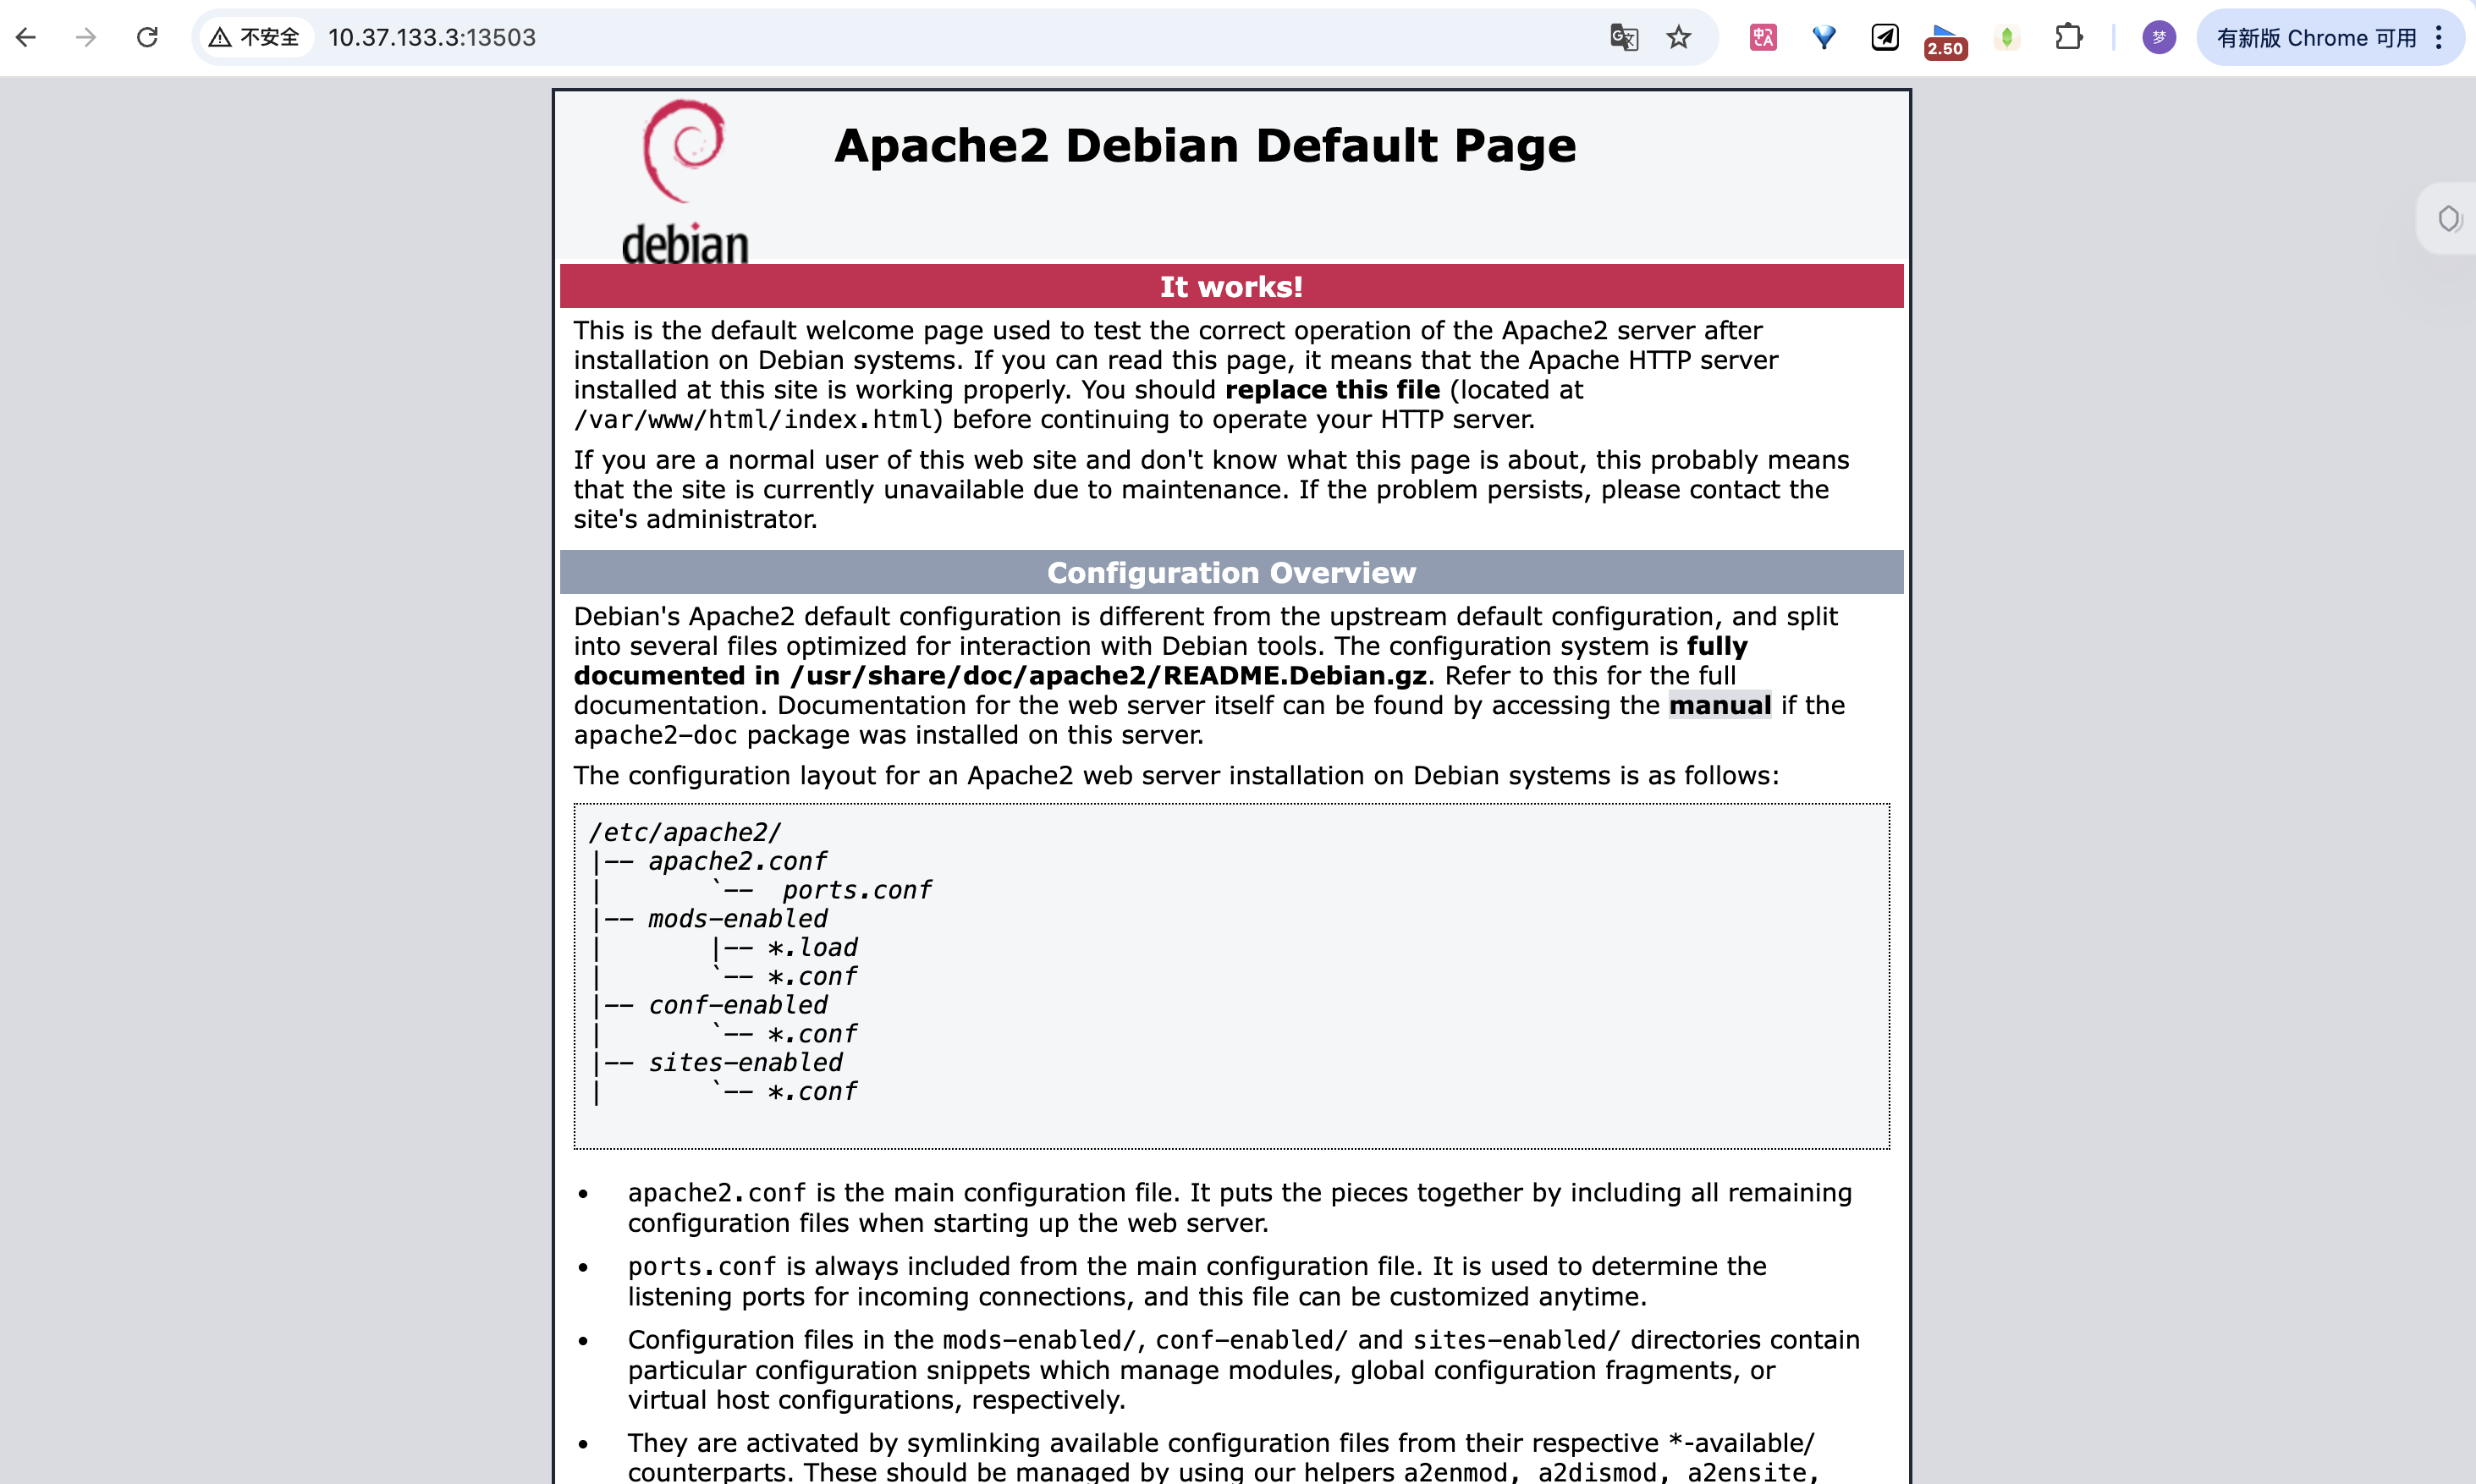 不安全 10.37.133.3:13503 2.50 梦 有新版 Chrome 可用
debian
Apache2 Debian Default Page
It works!
This is the default welcome page used to test the correct operation of the Apache2 server after
installation on Debian systems. If you can read this page, it means that the Apache HTTP server
installed at this site is working properly. You should replace this file (located at
/var/www/html/index.html) before continuing to operate your HTTP server.
If you are a normal user of this web site and don't know what this page is about, this probably means
that the site is currently unavailable due to maintenance. If the problem persists, please contact the
site's administrator.
Configuration Overview
Debian's Apache2 default configuration is different from the upstream default configuration, and split
into several files optimized for interaction with Debian tools. The configuration system is fully
documented in /usr/share/doc/apache2/README.Debian.gz. Refer to this for the full
documentation. Documentation for the web server itself can be found by accessing the manual if the
apache2-doc package was installed on this server.
The configuration layout for an Apache2 web server installation on Debian systems is as follows:
/etc/apache2/
|-- apache2.conf
|       `--  ports.conf
|-- mods-enabled
|       |-- *.load
|       `-- *.conf
|-- conf-enabled
|       `-- *.conf
|-- sites-enabled
|       `-- *.conf
• apache2.conf is the main configuration file. It puts the pieces together by including all remaining
configuration files when starting up the web server.
• ports.conf is always included from the main configuration file. It is used to determine the
listening ports for incoming connections, and this file can be customized anytime.
• Configuration files in the mods-enabled/, conf-enabled/ and sites-enabled/ directories contain
particular configuration snippets which manage modules, global configuration fragments, or
virtual host configurations, respectively.
• They are activated by symlinking available configuration files from their respective *-available/
counterparts. These should be managed by using our helpers a2enmod, a2dismod, a2ensite,